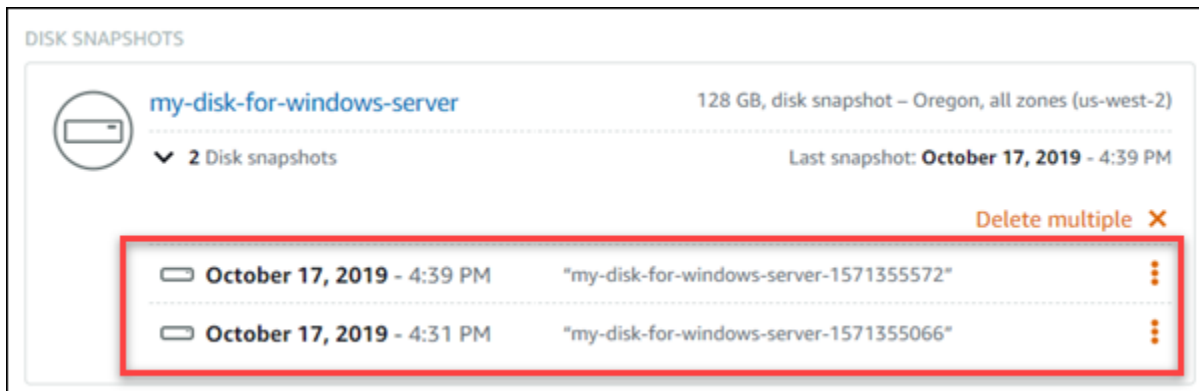 DISK SNAPSHOTS
my-disk-for-windows-server 128 GB, disk snapshot – Oregon, all zones (us-west-2)
2 Disk snapshots Last snapshot: October 17, 2019 - 4:39 PM
Delete multiple ×
October 17, 2019 - 4:39 PM "my-disk-for-windows-server-1571355572"
October 17, 2019 - 4:31 PM "my-disk-for-windows-server-1571355066"